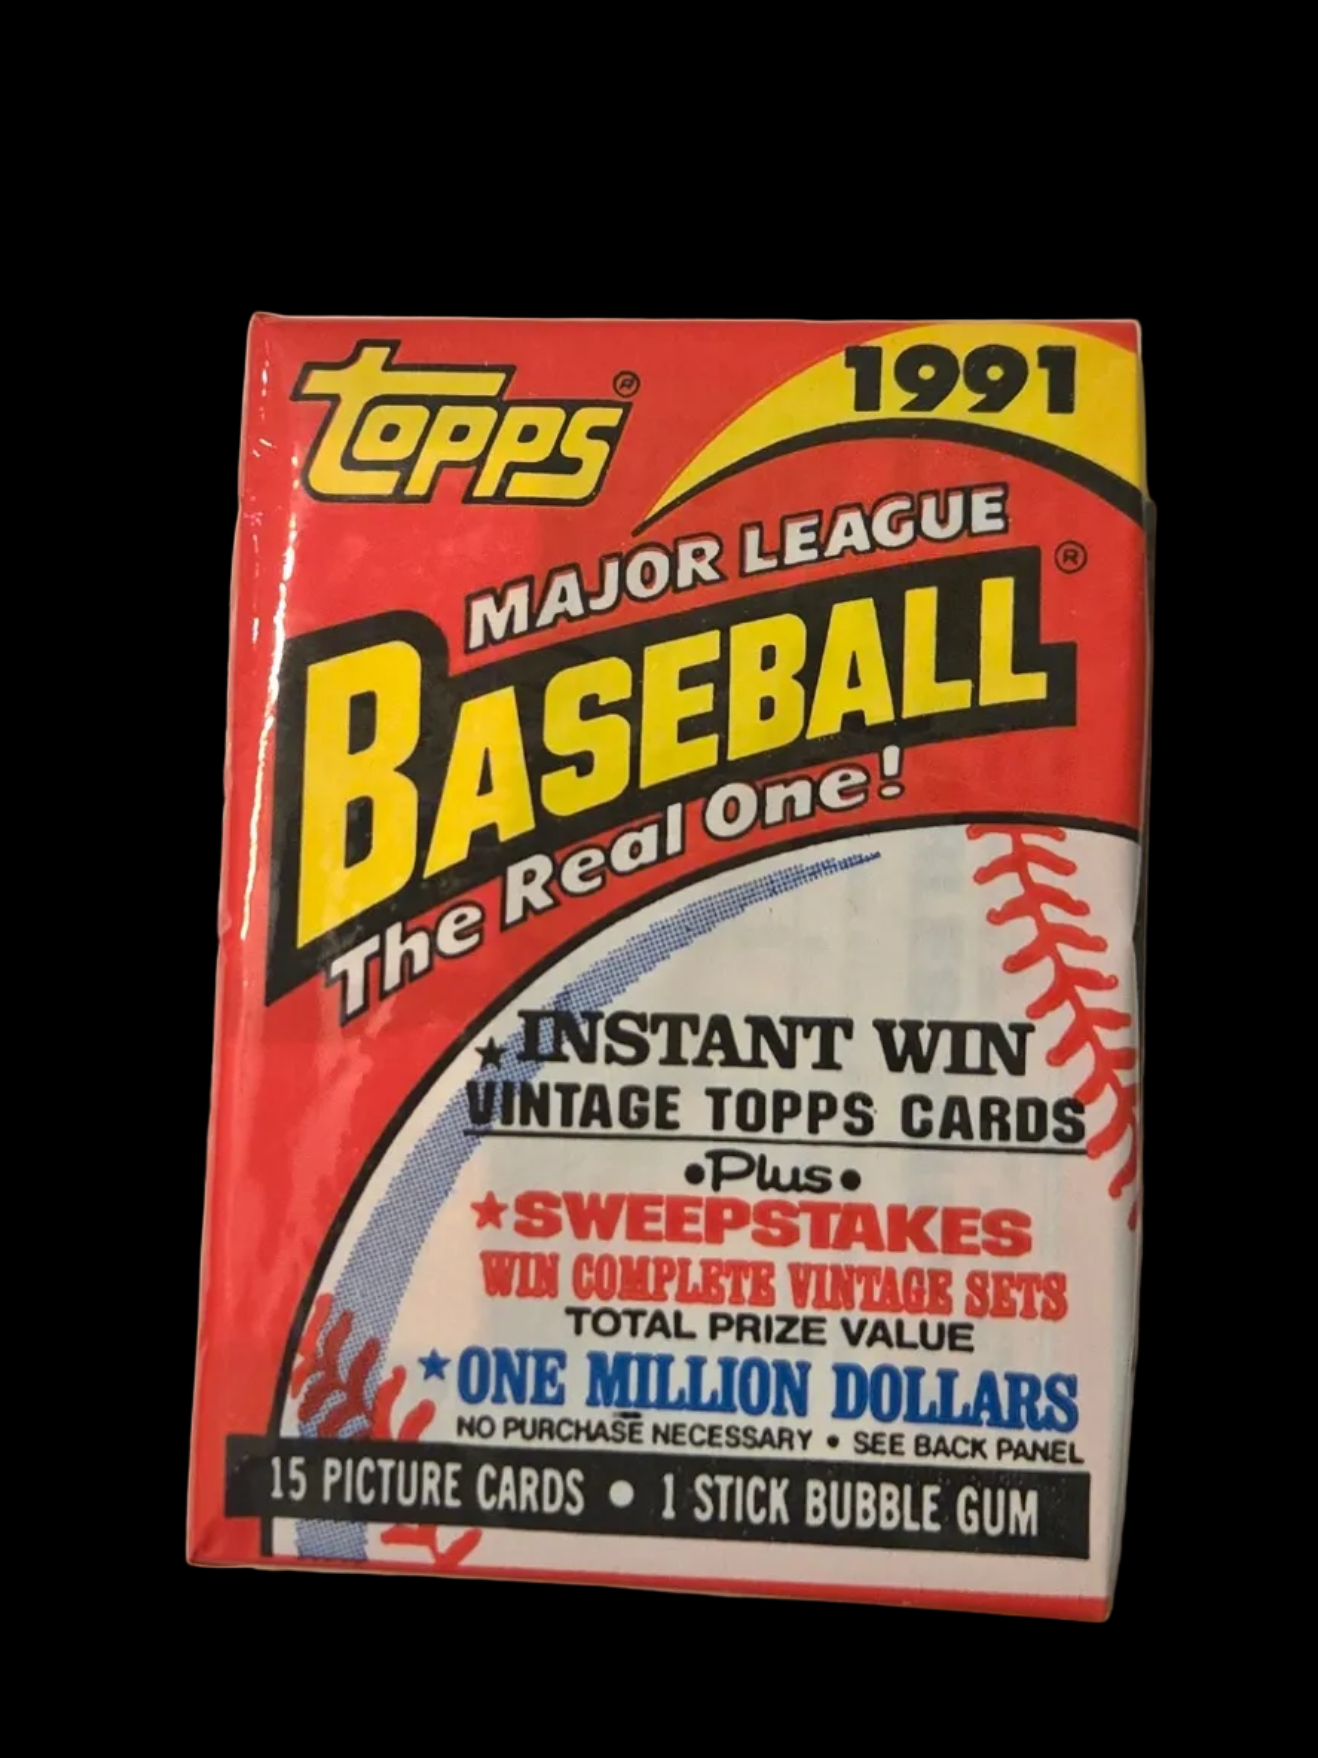 Topps®
1991
MAJOR LEAGUE
BASEBALL®
The Real One!
★INSTANT WIN
VINTAGE TOPPS CARDS
•Plus•
★SWEEPSTAKES
WIN COMPLETE VINTAGE SETS
TOTAL PRIZE VALUE
★ONE MILLION DOLLARS
NO PURCHASE NECESSARY • SEE BACK PANEL
15 PICTURE CARDS • 1 STICK BUBBLE GUM